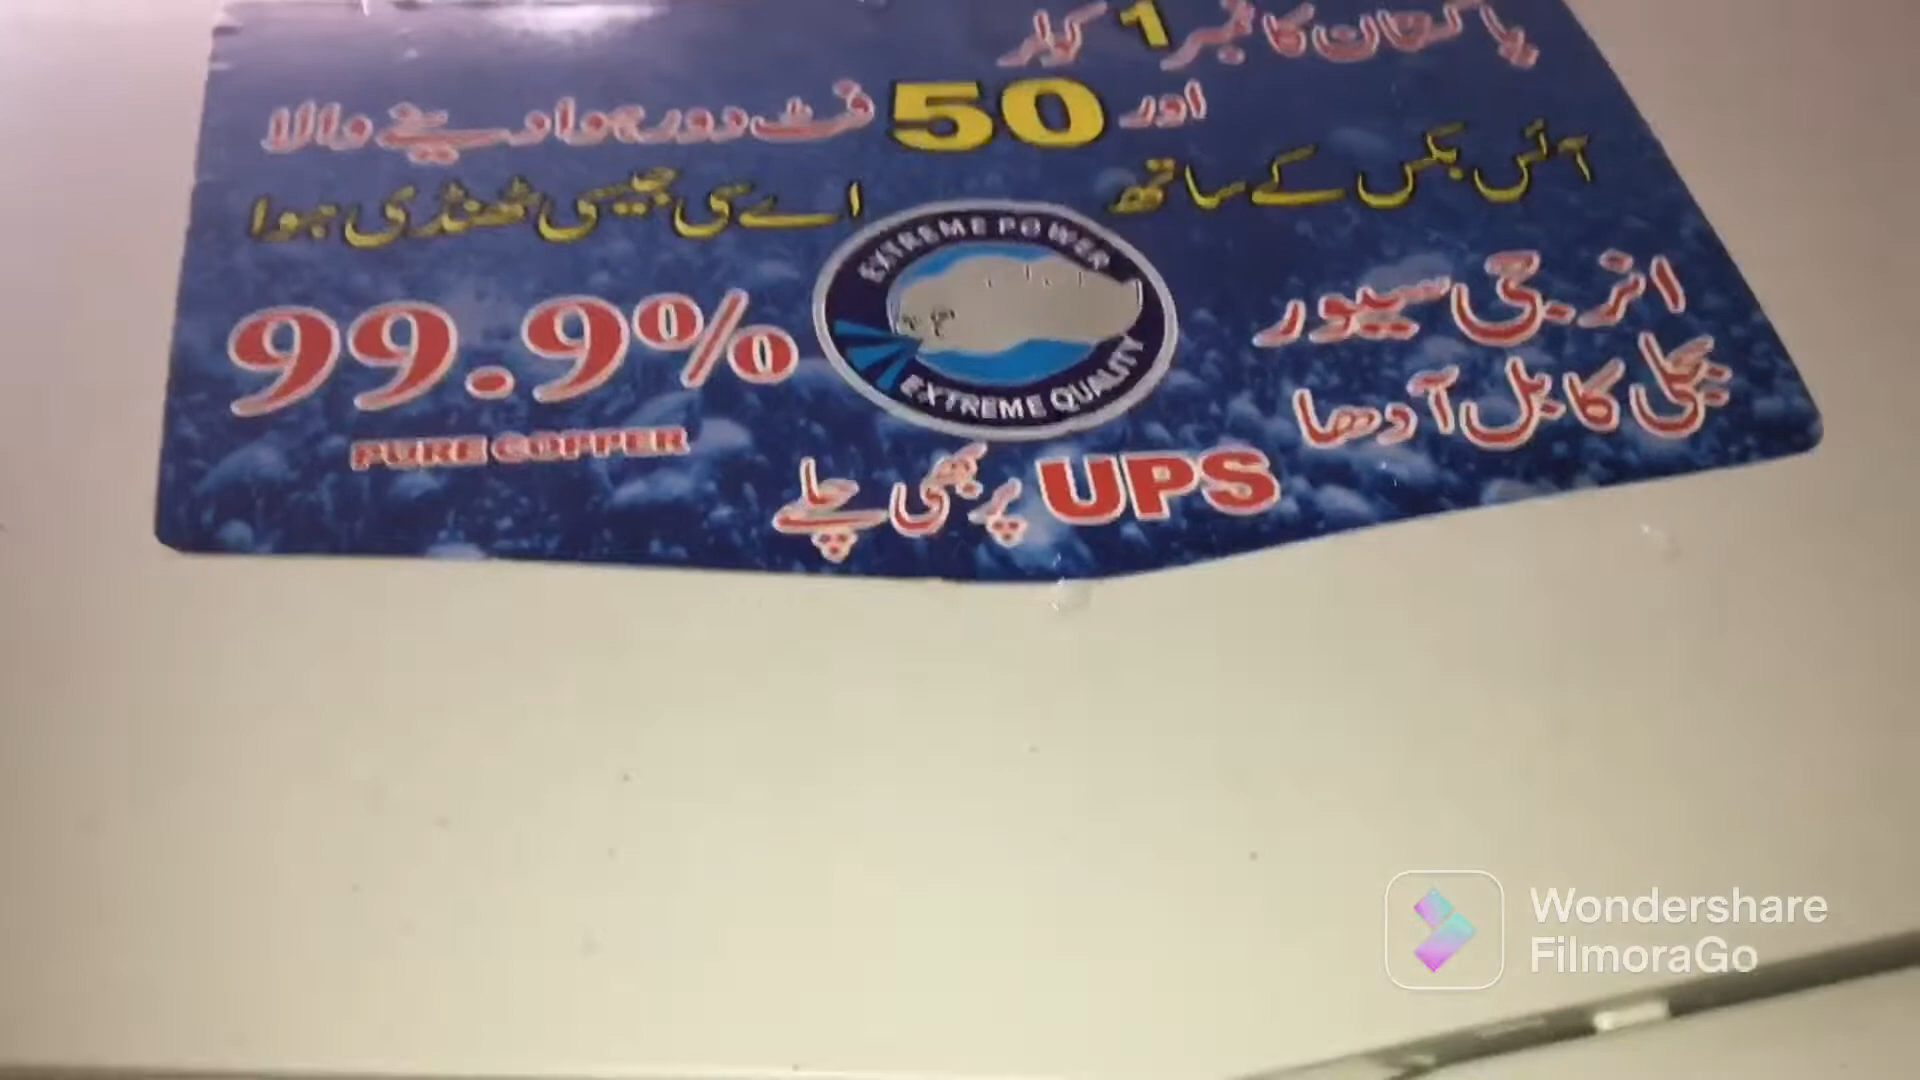 پاکستان کا نمبر 1 کولر
اور 50 فٹ دور ہوا دینے والا
آئس بکس کے ساتھ اے سی جیسی ٹھنڈی ہوا
EXTREME POWER
EXTREME QUALITY
99.9%
PURE COPPER
انرجی سیور
بجلی کا بل آدھا
UPS پر بھی چلے
Wondershare
FilmoraGo